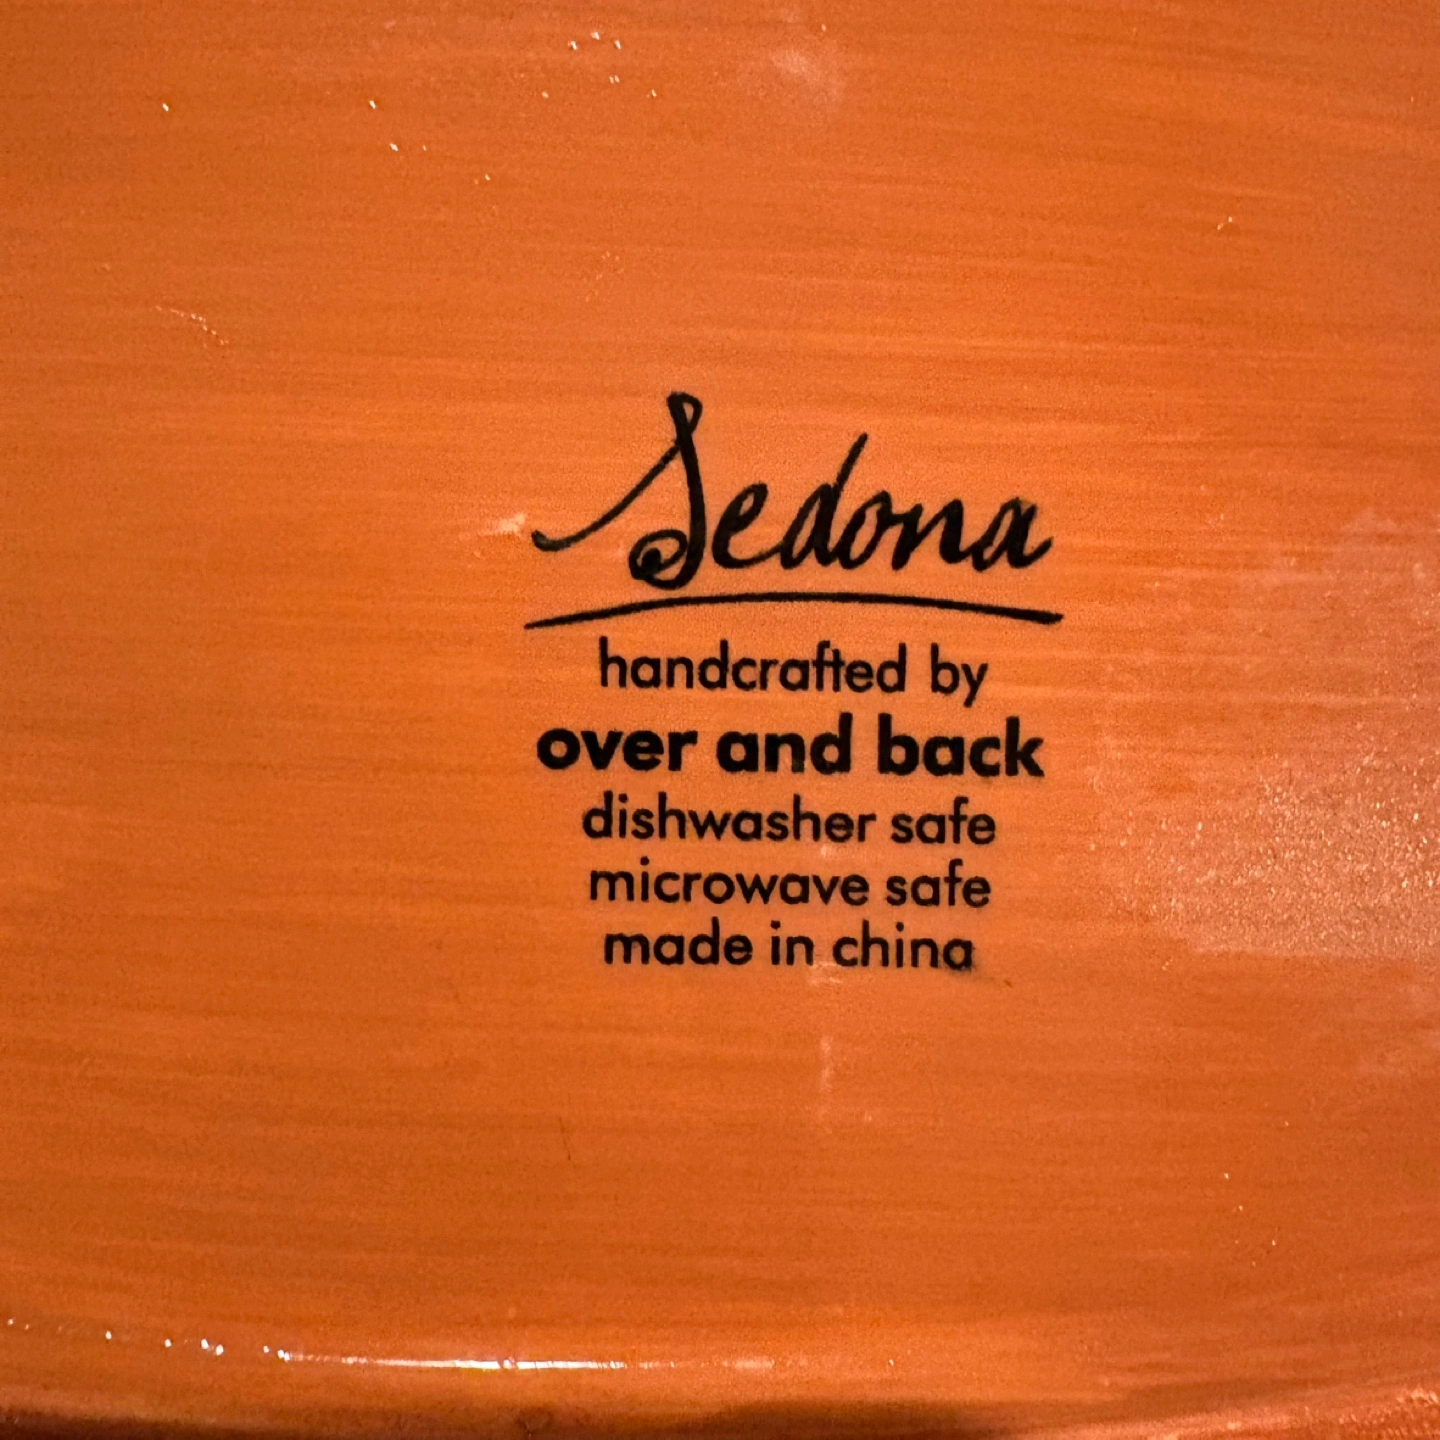 Sedona
handcrafted by
over and back
dishwasher safe
microwave safe
made in china